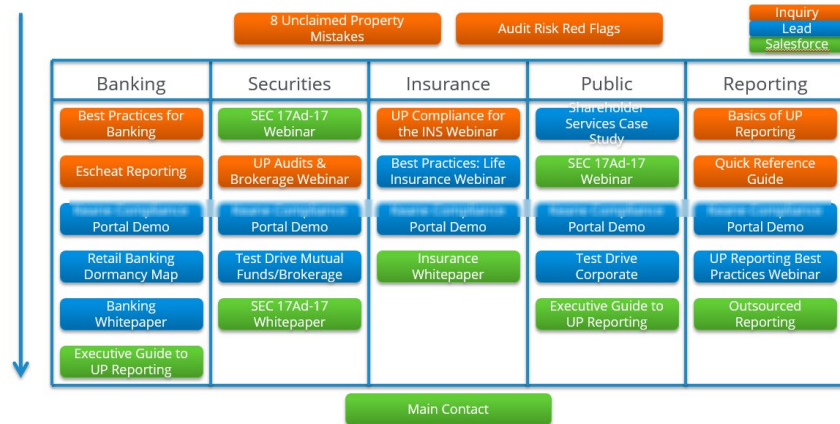 8 Unclaimed Property
Mistakes
Audit Risk Red Flags
Inquiry
Lead
Salesforce
Banking
Securities
Insurance
Public
Reporting
Best Practices for
Banking
SEC 17Ad-17
Webinar
UP Compliance for
the INS Webinar
Shareholder
Services Case
Study
Basics of UP
Reporting
Escheat Reporting
UP Audits &
Brokerage Webinar
Best Practices: Life
Insurance Webinar
SEC 17Ad-17
Webinar
Quick Reference
Guide
Portal Demo
Portal Demo
Portal Demo
Portal Demo
Portal Demo
Retail Banking
Dormancy Map
Test Drive Mutual
Funds/Brokerage
Insurance
Whitepaper
Test Drive
Corporate
UP Reporting Best
Practices Webinar
Banking
Whitepaper
SEC 17Ad-17
Whitepaper
Executive Guide to
UP Reporting
Outsourced
Reporting
Executive Guide to
UP Reporting
Main Contact